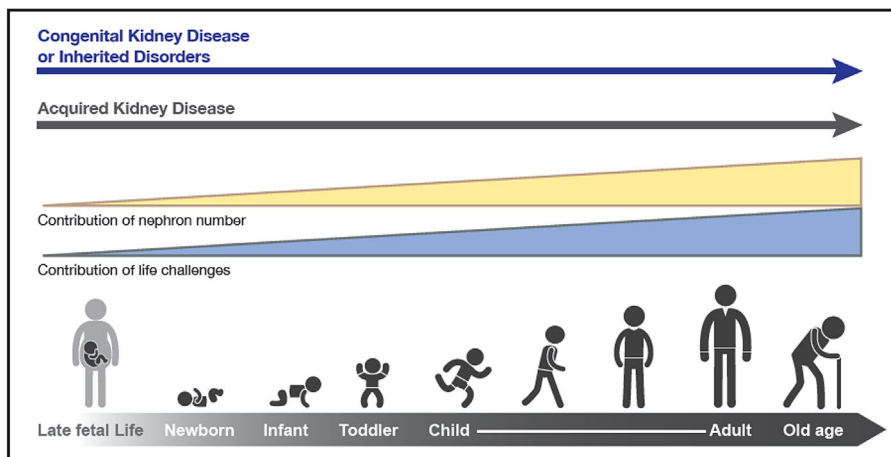 Congenital Kidney Disease
or Inherited Disorders
Acquired Kidney Disease
Contribution of nephron number
Contribution of life challenges
Late fetal Life Newborn Infant Toddler Child Adult Old age